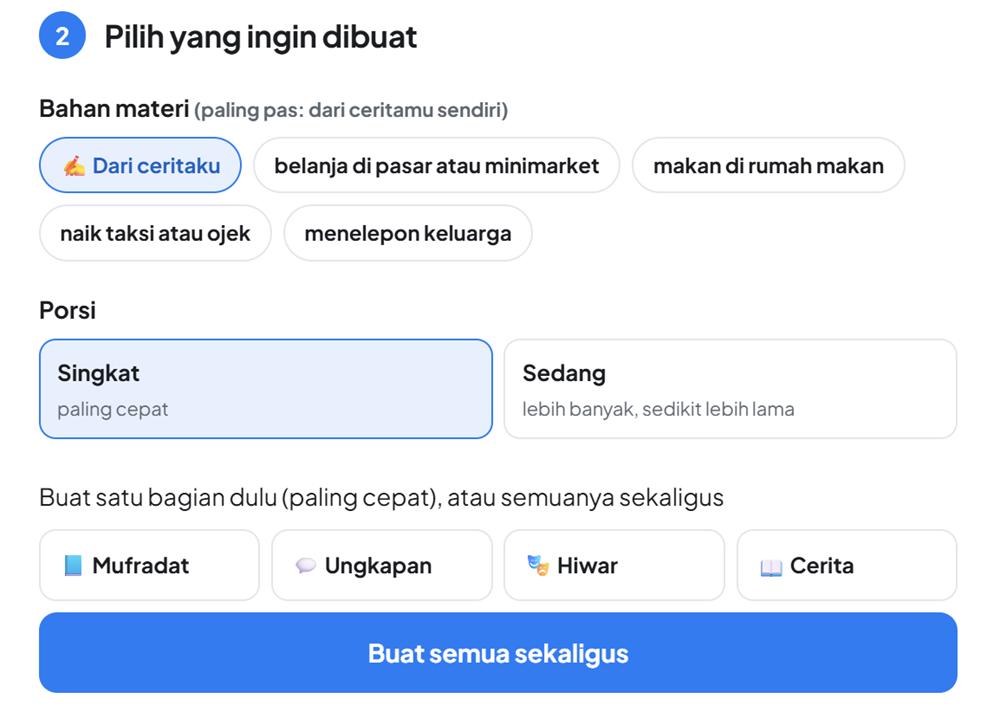 2 Pilih yang ingin dibuat
Bahan materi (paling pas: dari ceritamu sendiri)
✍️ Dari ceritaku
belanja di pasar atau minimarket
makan di rumah makan
naik taksi atau ojek
menelepon keluarga
Porsi
Singkat
paling cepat
Sedang
lebih banyak, sedikit lebih lama
Buat satu bagian dulu (paling cepat), atau semuanya sekaligus
📘 Mufradat
💬 Ungkapan
🎭 Hiwar
📖 Cerita
Buat semua sekaligus